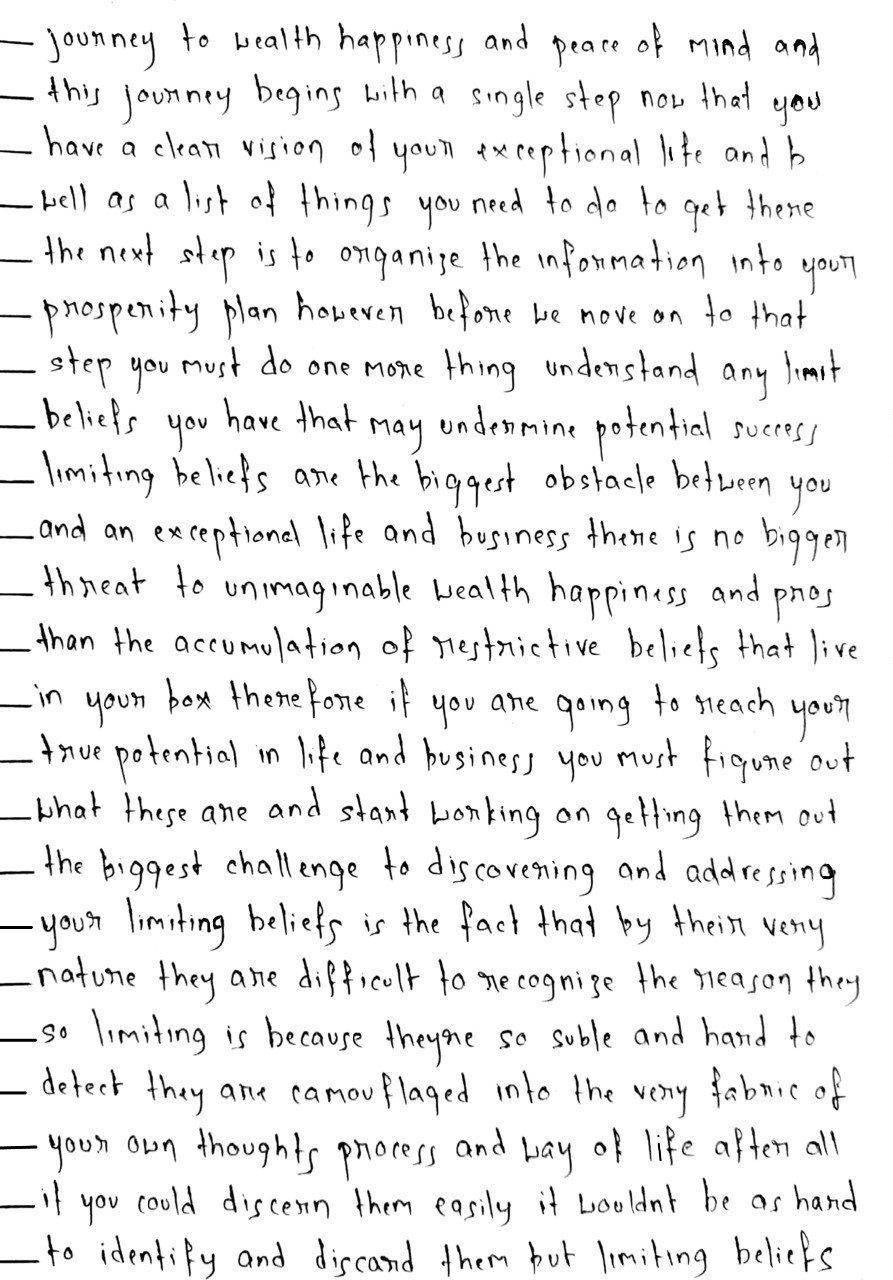 — journey to wealth happiness and peace of mind and
— this journey begins with a single step now that you
— have a clear vision of your exceptional life and b
— well as a list of things you need to do to get there
— the next step is to organize the information into your
— prosperity plan however before we move on to that
— step you must do one more thing understand any limit
— beliefs you have that may undermine potential success
— limiting beliefs are the biggest obstacle between you
— and an exceptional life and business there is no bigger
— threat to unimaginable wealth happiness and pros
— than the accumulation of restrictive beliefs that live
— in your box therefore if you are going to reach your
— true potential in life and business you must figure out
— what these are and start working on getting them out
— the biggest challenge to discovering and addressing
— your limiting beliefs is the fact that by their very
— nature they are difficult to recognize the reason they
— so limiting is because theyre so suble and hard to
— detect they are camouflaged into the very fabric of
— your own thoughts process and way of life after all
— if you could discern them easily it wouldnt be as hard
— to identify and discard them but limiting beliefs